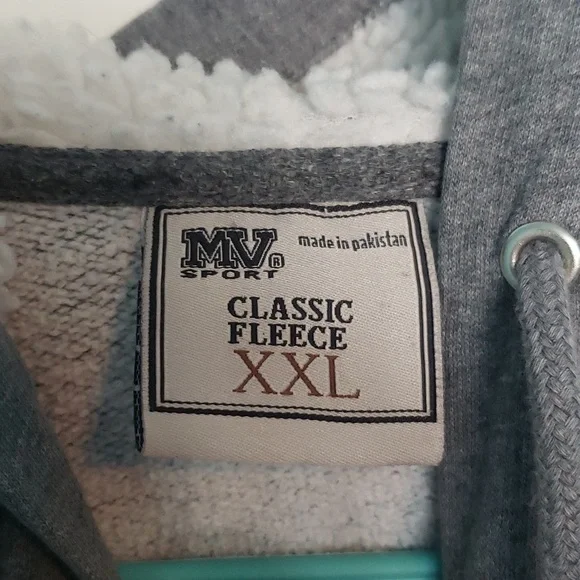 MV®
SPORT
made in pakistan
CLASSIC
FLEECE
XXL